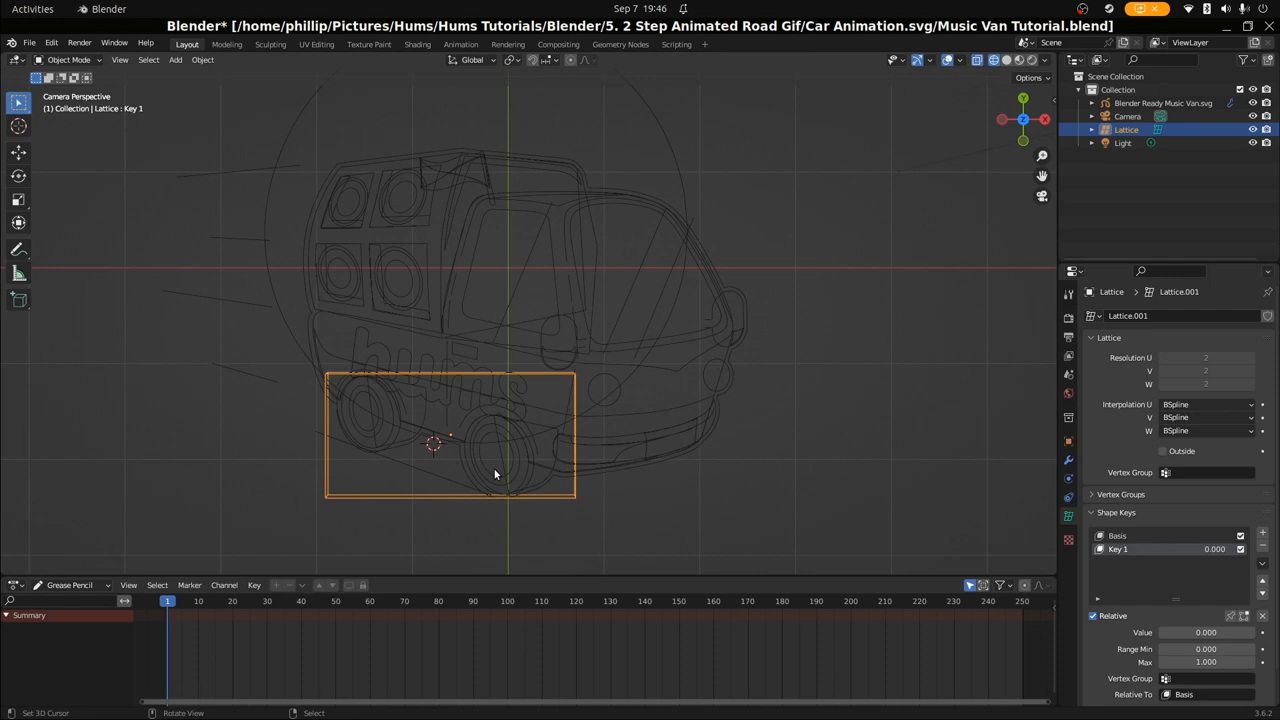 Activities
Blender
Sep 7 19:46
Blender* [/home/phillip/Pictures/Hums/Hums Tutorials/Blender/5. 2 Step Animated Road Gif/Car Animation.svg/Music Van Tutorial.blend]
File Edit Render Window Help
Layout Modeling Sculpting UV Editing Texture Paint Shading Animation Rendering Compositing Geometry Nodes Scripting +
Scene
ViewLayer
Object Mode View Select Add Object
Global
Options
Camera Perspective
(1) Collection | Lattice : Key 1
Y
Z
X
hums
Scene Collection
Collection
Blender Ready Music Van.svg
Camera
Lattice
Light
Lattice > Lattice.001
Lattice.001
Lattice
Resolution U 2
V 2
W 2
Interpolation U BSpline
V BSpline
W BSpline
Outside
Vertex Group
Vertex Groups
Shape Keys
Basis
Key 1 0.000
Relative
Value 0.000
Range Min 0.000
Max 1.000
Vertex Group
Relative To Basis
Grease Pencil View Select Marker Channel Key
1 10 20 30 40 50 60 70 80 90 100 110 120 130 140 150 160 170 180 190 200 210 220 230 240 250
Summary
Set 3D Cursor
Rotate View
Select
3.6.2